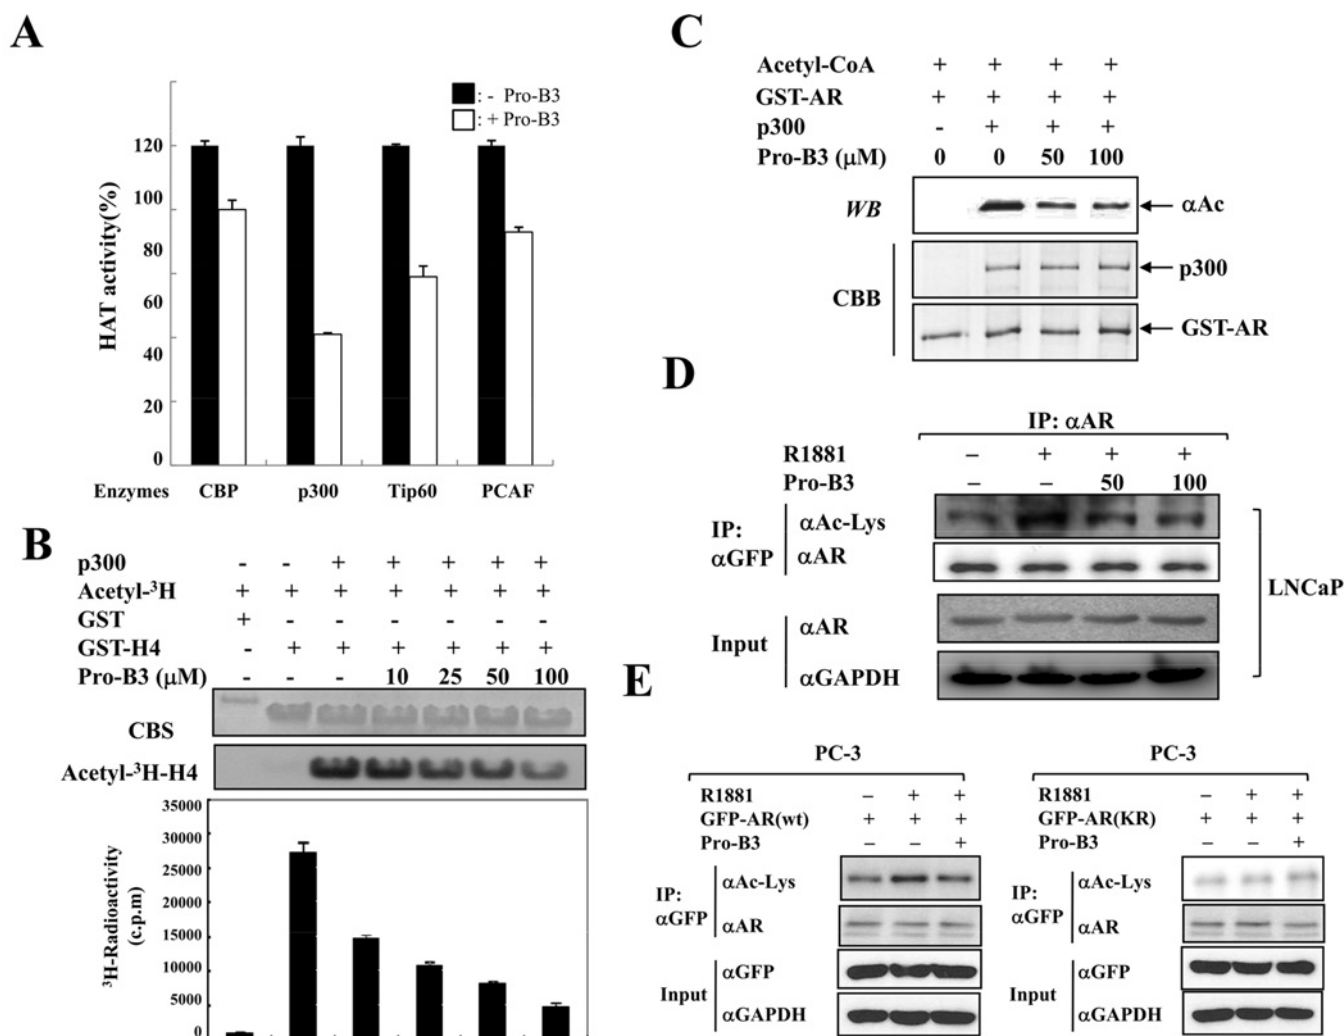 A
■: - Pro-B3
□: + Pro-B3
HAT activity(%)
120
100
80
40
20
0
Enzymes CBP p300 Tip60 PCAF
B
p300 - - + + + + +
Acetyl-³H + + + + + + +
GST +
GST-H4 - + + + + + +
Pro-B3 (μM) - - - 10 25 50 100
CBS
Acetyl-³H-H4
³H-Radioactivity
(c.p.m)
35000
30000
25000
15000
10000
5000
0
C
Acetyl-CoA + + + +
GST-AR + + + +
p300 - + + +
Pro-B3 (μM) 0 0 50 100
WB
αAc
CBB
p300
GST-AR
D
IP: αAR
R1881 – + + +
Pro-B3 – – 50 100
IP:
αGFP
αAc-Lys
αAR
Input
αAR
αGAPDH
LNCaP
E
PC-3
R1881 – + +
GFP-AR(wt) + + +
Pro-B3 – – +
IP:
αGFP
αAc-Lys
αAR
Input
αGFP
αGAPDH
PC-3
R1881 – + +
GFP-AR(KR) + + +
Pro-B3 – – +
IP:
αGFP
αAc-Lys
αAR
Input
αGFP
αGAPDH